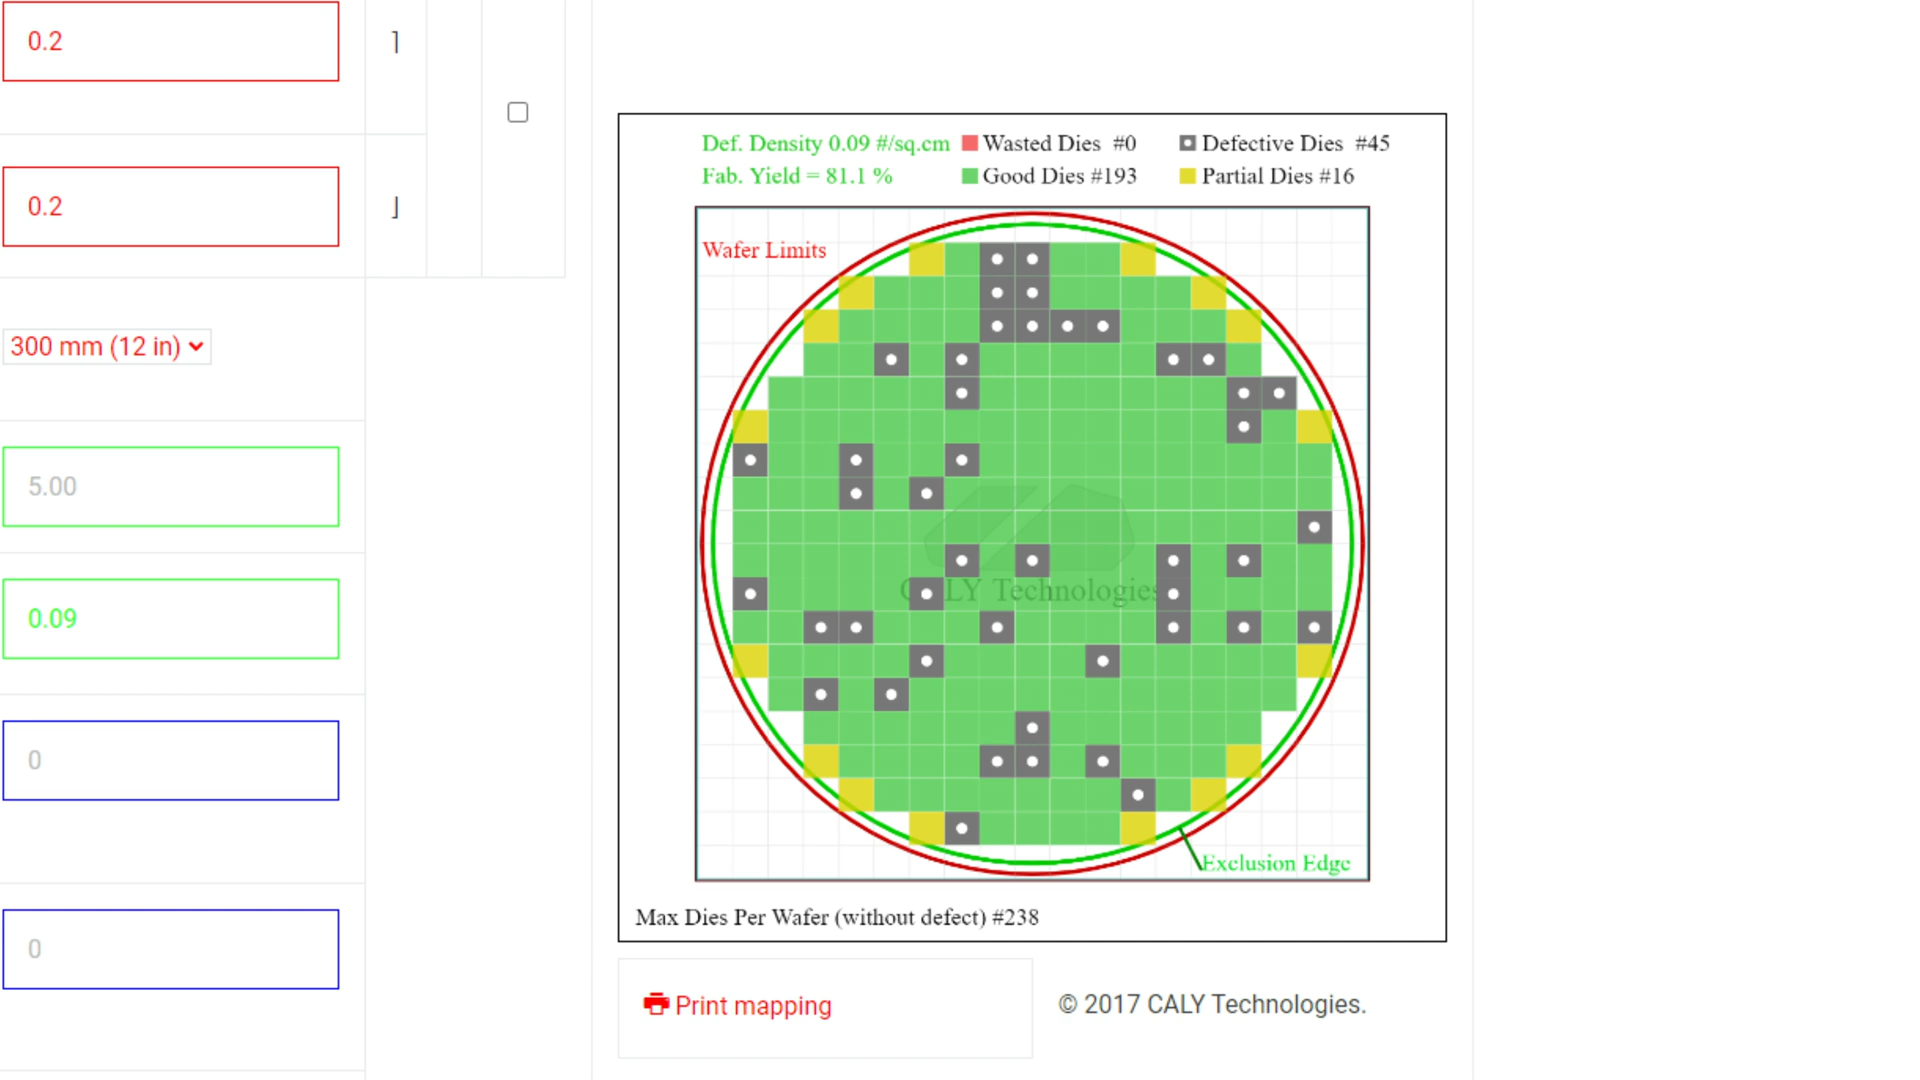 0.2
0.2
300 mm (12 in)
5.00
0.09
0
0
Def. Density 0.09 #/sq.cm
Wasted Dies #0
Defective Dies #45
Fab. Yield = 81.1 %
Good Dies #193
Partial Dies #16
Wafer Limits
CALY Technologies
Exclusion Edge
Max Dies Per Wafer (without defect) #238
Print mapping
© 2017 CALY Technologies.